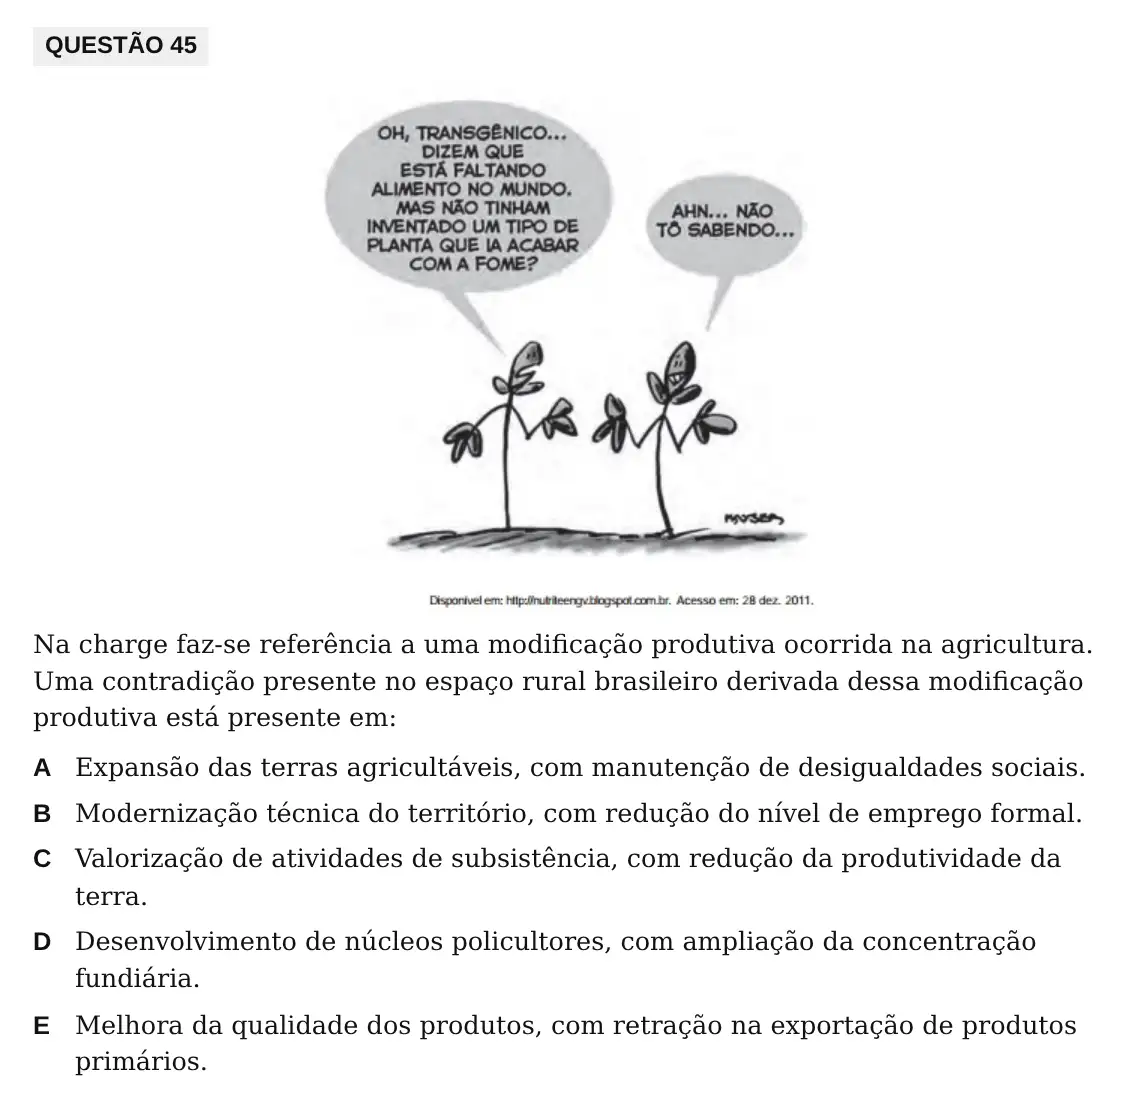 QUESTÃO 45
OH, TRANSGÊNICO...
DIZEM QUE
ESTÁ FALTANDO
ALIMENTO NO MUNDO.
MAS NÃO TINHAM
INVENTADO UM TIPO DE
PLANTA QUE IA ACABAR
COM A FOME?
AHN... NÃO
TÔ SABENDO...
Disponível em: http://nutriteengv.blogspot.com.br. Acesso em: 28 dez. 2011.
Na charge faz-se referência a uma modificação produtiva ocorrida na agricultura.
Uma contradição presente no espaço rural brasileiro derivada dessa modificação
produtiva está presente em:
A Expansão das terras agricultáveis, com manutenção de desigualdades sociais.
B Modernização técnica do território, com redução do nível de emprego formal.
C Valorização de atividades de subsistência, com redução da produtividade da
terra.
D Desenvolvimento de núcleos policultores, com ampliação da concentração
fundiária.
E Melhora da qualidade dos produtos, com retração na exportação de produtos
primários.